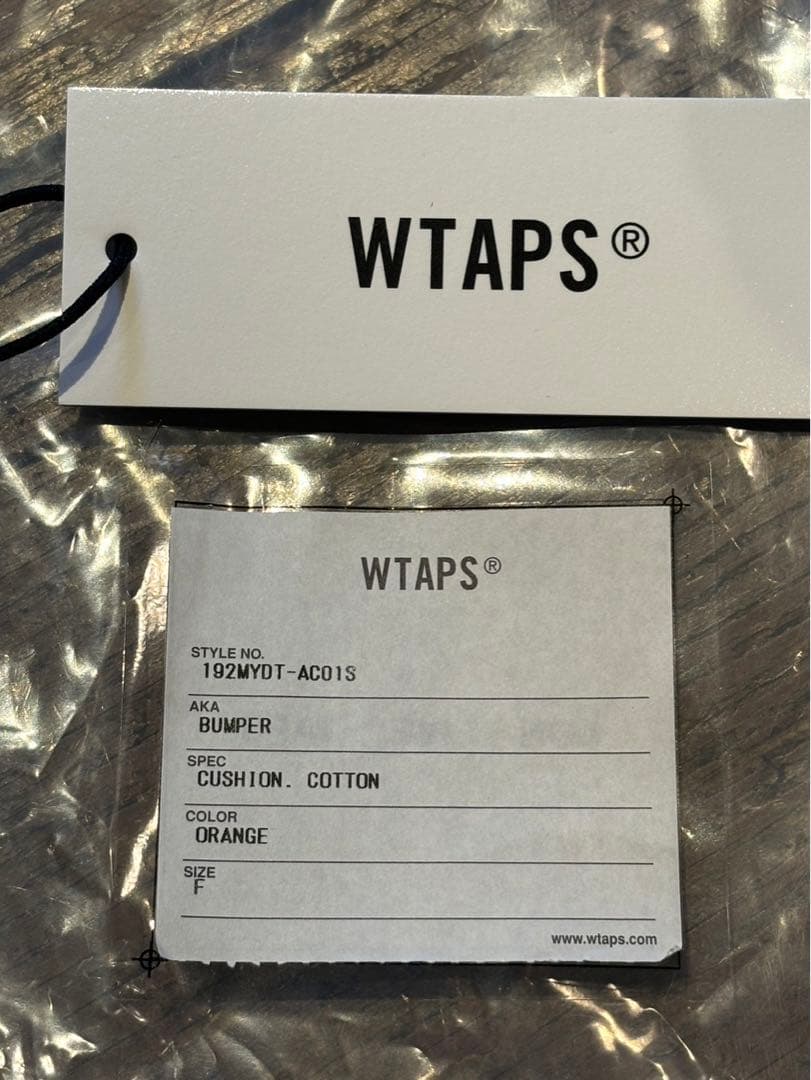 WTAPS®
WTAPS®
STYLE NO.
192MYDT-AC01S
AKA
BUMPER
SPEC
CUSHION. COTTON
COLOR
ORANGE
SIZE
F
www.wtaps.com